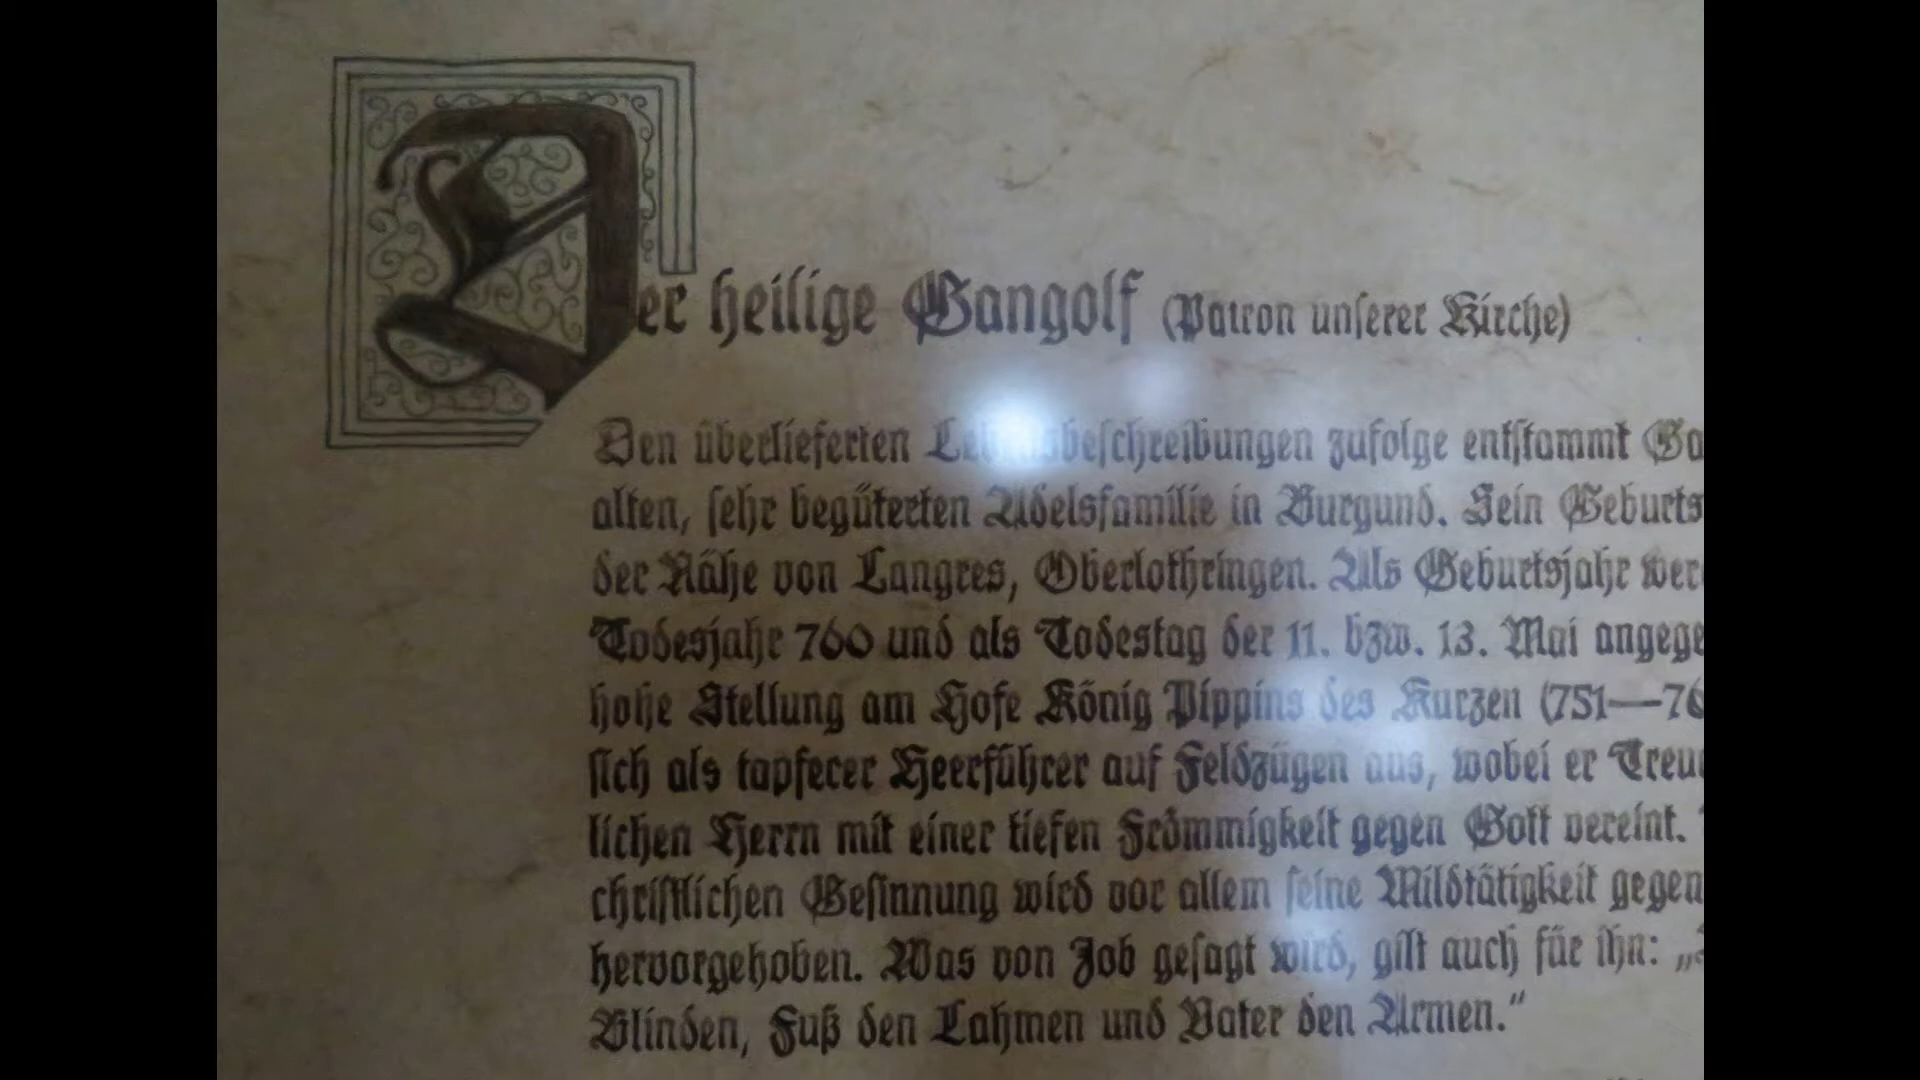 Der heilige Gangolf (Patron unserer Kirche)
Den überlieferten Lebensbeschreibungen zufolge entstammt Ga
alten, sehr begüterten Adelsfamilie in Burgund. Sein Geburts
der Nähe von Langres, Oberlothringen. Als Geburtsjahr wer
Todesjahr 760 und als Todestag der 11. bzw. 13. Mai angege
hohe Stellung am Hofe König Pippins des Kurzen (751—76
sich als tapferer Heerführer auf Feldzügen aus, wobei er Treu
lichen Herrn mit einer tiefen Frömmigkeit gegen Gott vereint.
christlichen Gesinnung wird vor allem seine Mildtätigkeit gegen
hervorgehoben. Was von Job gesagt wird, gilt auch für ihn: „
Blinden, Fuß den Lahmen und Vater den Armen.“